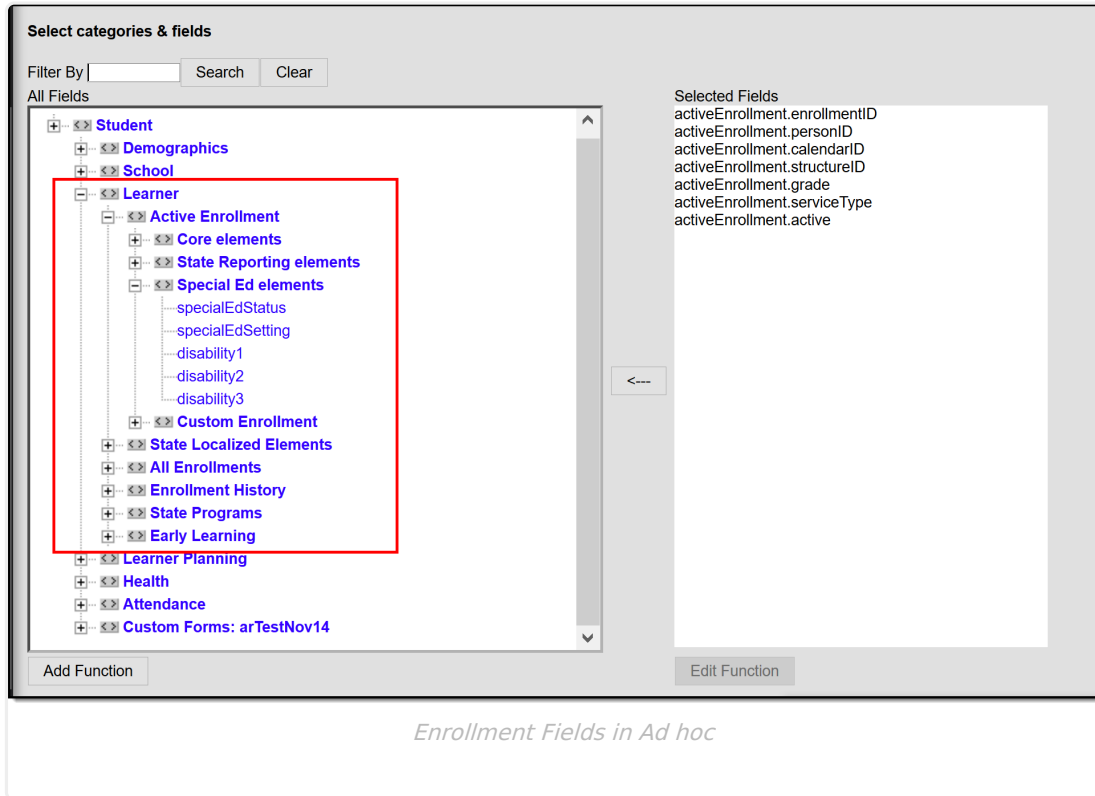 Select categories & fields
Filter By
Search
Clear
All Fields
Student
Demographics
School
Learner
Active Enrollment
Core elements
State Reporting elements
Special Ed elements
specialEdStatus
specialEdSetting
disability1
disability2
disability3
Custom Enrollment
State Localized Elements
All Enrollments
Enrollment History
State Programs
Early Learning
Learner Planning
Health
Attendance
Custom Forms: arTestNov14
Add Function
<---
Selected Fields
activeEnrollment.enrollmentID
activeEnrollment.personID
activeEnrollment.calendarID
activeEnrollment.structureID
activeEnrollment.grade
activeEnrollment.serviceType
activeEnrollment.active
Edit Function
Enrollment Fields in Ad hoc